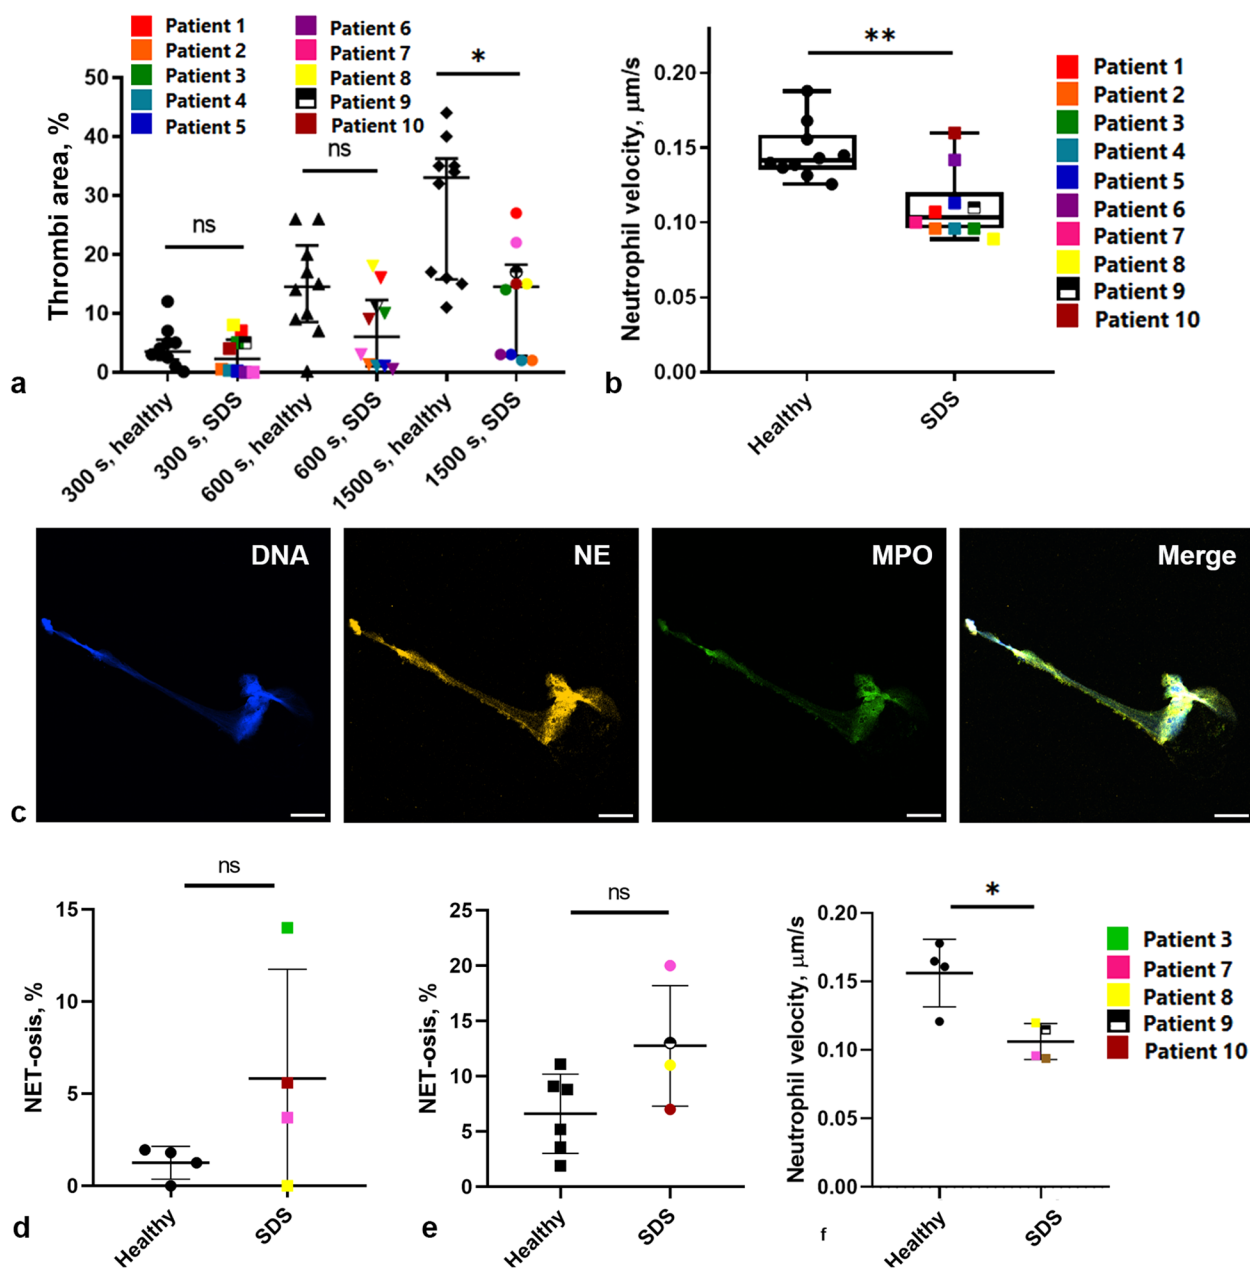 Patient 1
Patient 2
Patient 3
Patient 4
Patient 5
Patient 6
Patient 7
Patient 8
Patient 9
Patient 10
Thrombi area, %
50
40
30
20
10
0
ns
ns
*
300 s, healthy
300 s, SDS
600 s, healthy
600 s, SDS
1500 s, healthy
1500 s, SDS
a
Neutrophil velocity, μm/s
0.20
0.15
0.10
0.05
0.00
**
Healthy
SDS
Patient 1
Patient 2
Patient 3
Patient 4
Patient 5
Patient 6
Patient 7
Patient 8
Patient 9
Patient 10
b
DNA
NE
MPO
Merge
c
NET-osis, %
15
10
5
0
ns
Healthy
SDS
d
NET-osis, %
25
20
15
10
5
0
ns
Healthy
SDS
e
Neutrophil velocity, μm/s
0.20
0.15
0.10
0.05
0.00
*
Healthy
SDS
Patient 3
Patient 7
Patient 8
Patient 9
Patient 10
f